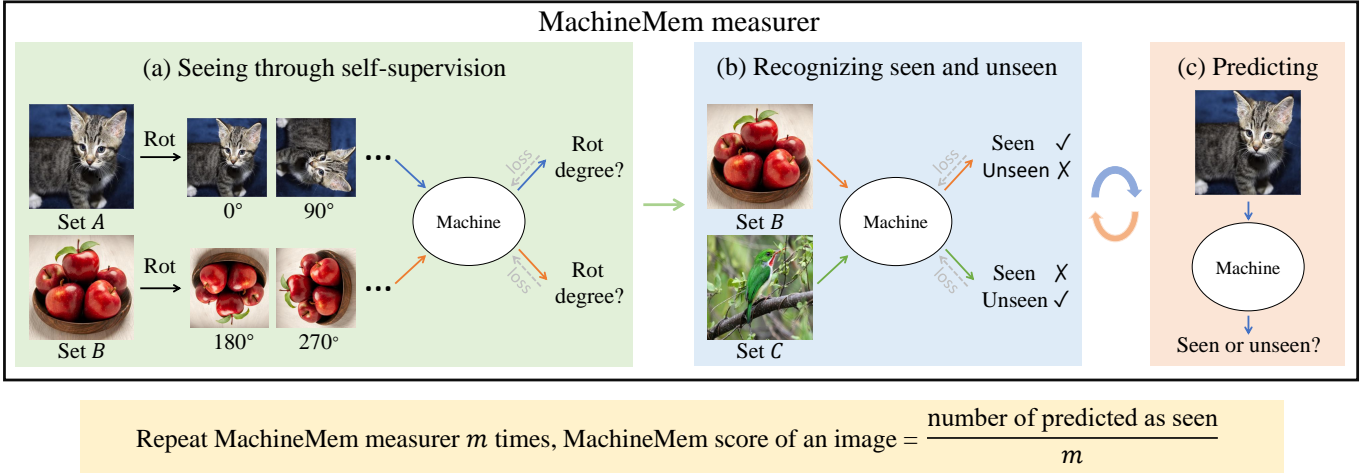 MachineMem measurer
(a) Seeing through self-supervision
Rot
0°
90°
...
Set A
Rot
180°
270°
...
Set B
Machine
loss
Rot
degree?
loss
Rot
degree?
(b) Recognizing seen and unseen
Set B
Set C
Machine
loss
Seen ✓
Unseen ✗
loss
Seen ✗
Unseen ✓
(c) Predicting
Machine
Seen or unseen?
Repeat MachineMem measurer m times, MachineMem score of an image = number of predicted as seen
m